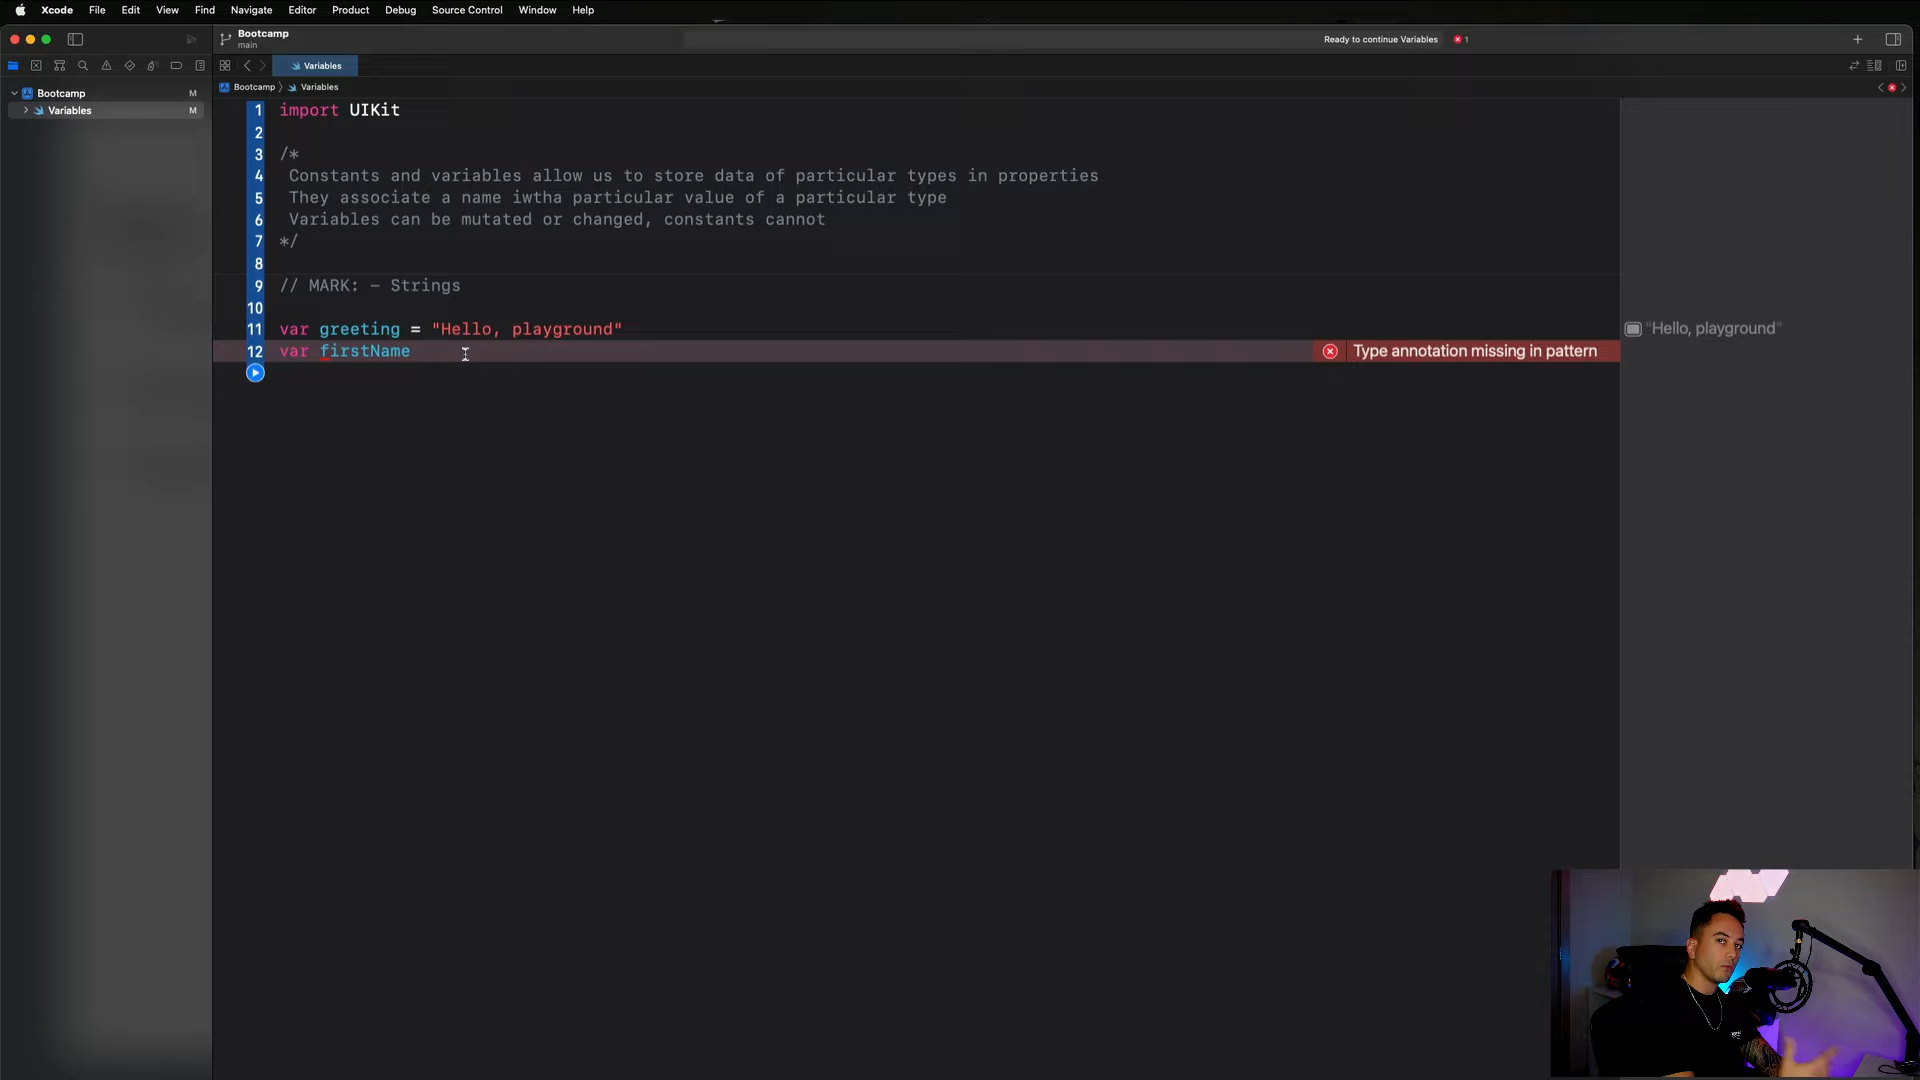 Xcode File Edit View Find Navigate Editor Product Debug Source Control Window Help
Bootcamp
main
Ready to continue Variables 1
Variables
Bootcamp Variables
Bootcamp M
Variables M
1 import UIKit
2
3 /*
4 Constants and variables allow us to store data of particular types in properties
5 They associate a name iwtha particular value of a particular type
6 Variables can be mutated or changed, constants cannot
7 */
8
9 // MARK: - Strings
10
11 var greeting = "Hello, playground"
"Hello, playground"
12 var firstName
Type annotation missing in pattern